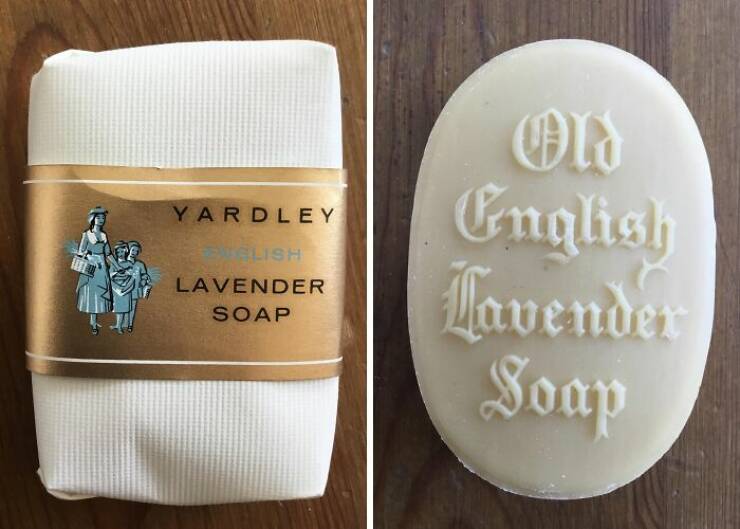 YARDLEY
ENGLISH
LAVENDER
SOAP
Old
English
Lavender
Soap